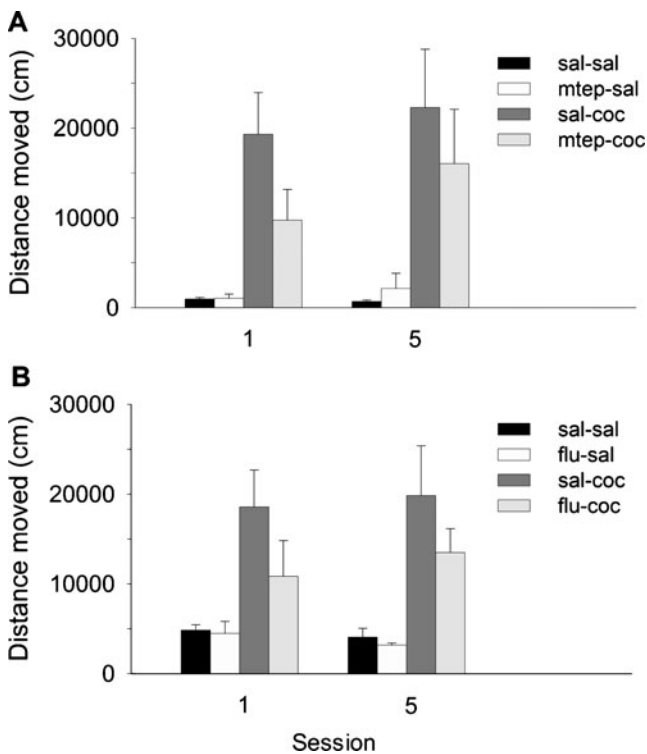 A
Distance moved (cm)
30000
20000
10000
0
sal-sal
mtep-sal
sal-coc
mtep-coc
1
5
B
Distance moved (cm)
30000
20000
10000
0
sal-sal
flu-sal
sal-coc
flu-coc
1
5
Session